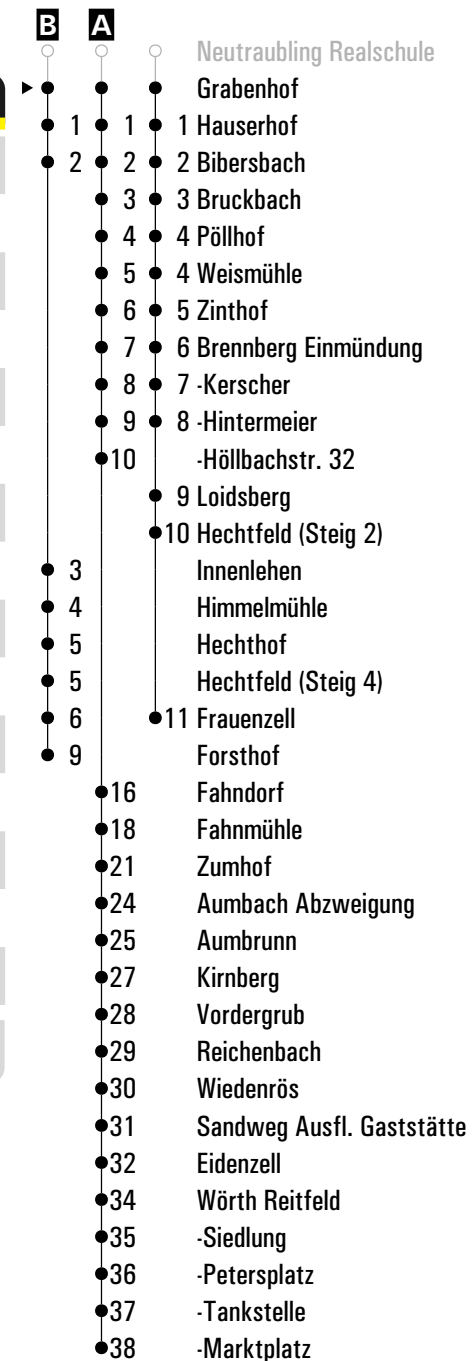 B A
Neutraubling Realschule
Grabenhof
1 1 1 Hauserhof
2 2 2 Bibersbach
3 3 Bruckbach
4 4 Pöllhof
5 4 Weismühle
6 5 Zinthof
7 6 Brennberg Einmündung
8 7 -Kerscher
9 8 -Hintermeier
10 -Höllbachstr. 32
9 Loidsberg
10 Hechtfeld (Steig 2)
3 Innenlehen
4 Himmelmühle
5 Hechthof
5 Hechtfeld (Steig 4)
6 11 Frauenzell
9 Forsthof
16 Fahndorf
18 Fahnmühle
21 Zumhof
24 Aumbach Abzweigung
25 Aumbrunn
27 Kirnberg
28 Vordergrub
29 Reichenbach
30 Wiedenrös
31 Sandweg Ausfl. Gaststätte
32 Eidenzell
34 Wörth Reitfeld
35 -Siedlung
36 -Petersplatz
37 -Tankstelle
38 -Marktplatz